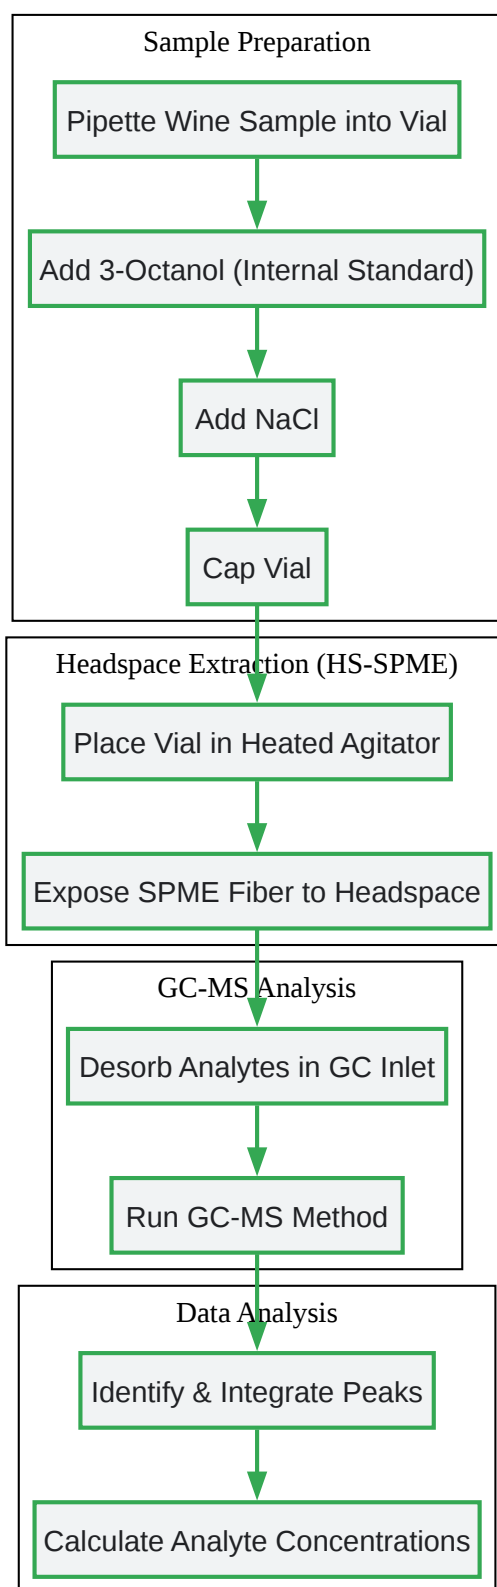 Sample Preparation
Pipette Wine Sample into Vial
Add 3-Octanol (Internal Standard)
Add NaCl
Cap Vial
Headspace Extraction (HS-SPME)
Place Vial in Heated Agitator
Expose SPME Fiber to Headspace
GC-MS Analysis
Desorb Analytes in GC Inlet
Run GC-MS Method
Data Analysis
Identify & Integrate Peaks
Calculate Analyte Concentrations